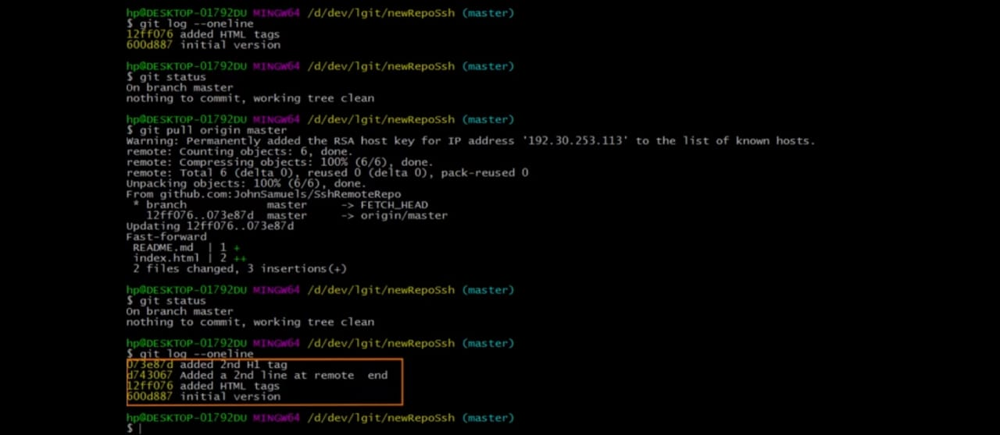 hp@DESKTOP-01792DU MINGW64 /d/dev/lgit/newRepoSsh (master)
$ git log --oneline
12ff076 added HTML tags
600d887 initial version
hp@DESKTOP-01792DU MINGW64 /d/dev/lgit/newRepoSsh (master)
$ git status
On branch master
nothing to commit, working tree clean
hp@DESKTOP-01792DU MINGW64 /d/dev/lgit/newRepoSsh (master)
$ git pull origin master
Warning: Permanently added the RSA host key for IP address '192.30.253.113' to the list of known hosts.
remote: Counting objects: 6, done.
remote: Compressing objects: 100% (6/6), done.
remote: Total 6 (delta 0), reused 0 (delta 0), pack-reused 0
Unpacking objects: 100% (6/6), done.
From github.com:JohnSamuels/SshRemoteRepo
 * branch            master     -> FETCH_HEAD
   12ff076..073e87d  master     -> origin/master
Updating 12ff076..073e87d
Fast-forward
 README.md  | 1 +
 index.html | 2 ++
 2 files changed, 3 insertions(+)
hp@DESKTOP-01792DU MINGW64 /d/dev/lgit/newRepoSsh (master)
$ git status
On branch master
nothing to commit, working tree clean
hp@DESKTOP-01792DU MINGW64 /d/dev/lgit/newRepoSsh (master)
$ git log --oneline
073e87d added 2nd H1 tag
d743067 Added a 2nd line at remote  end
12ff076 added HTML tags
600d887 initial version
hp@DESKTOP-01792DU MINGW64 /d/dev/lgit/newRepoSsh (master)
$